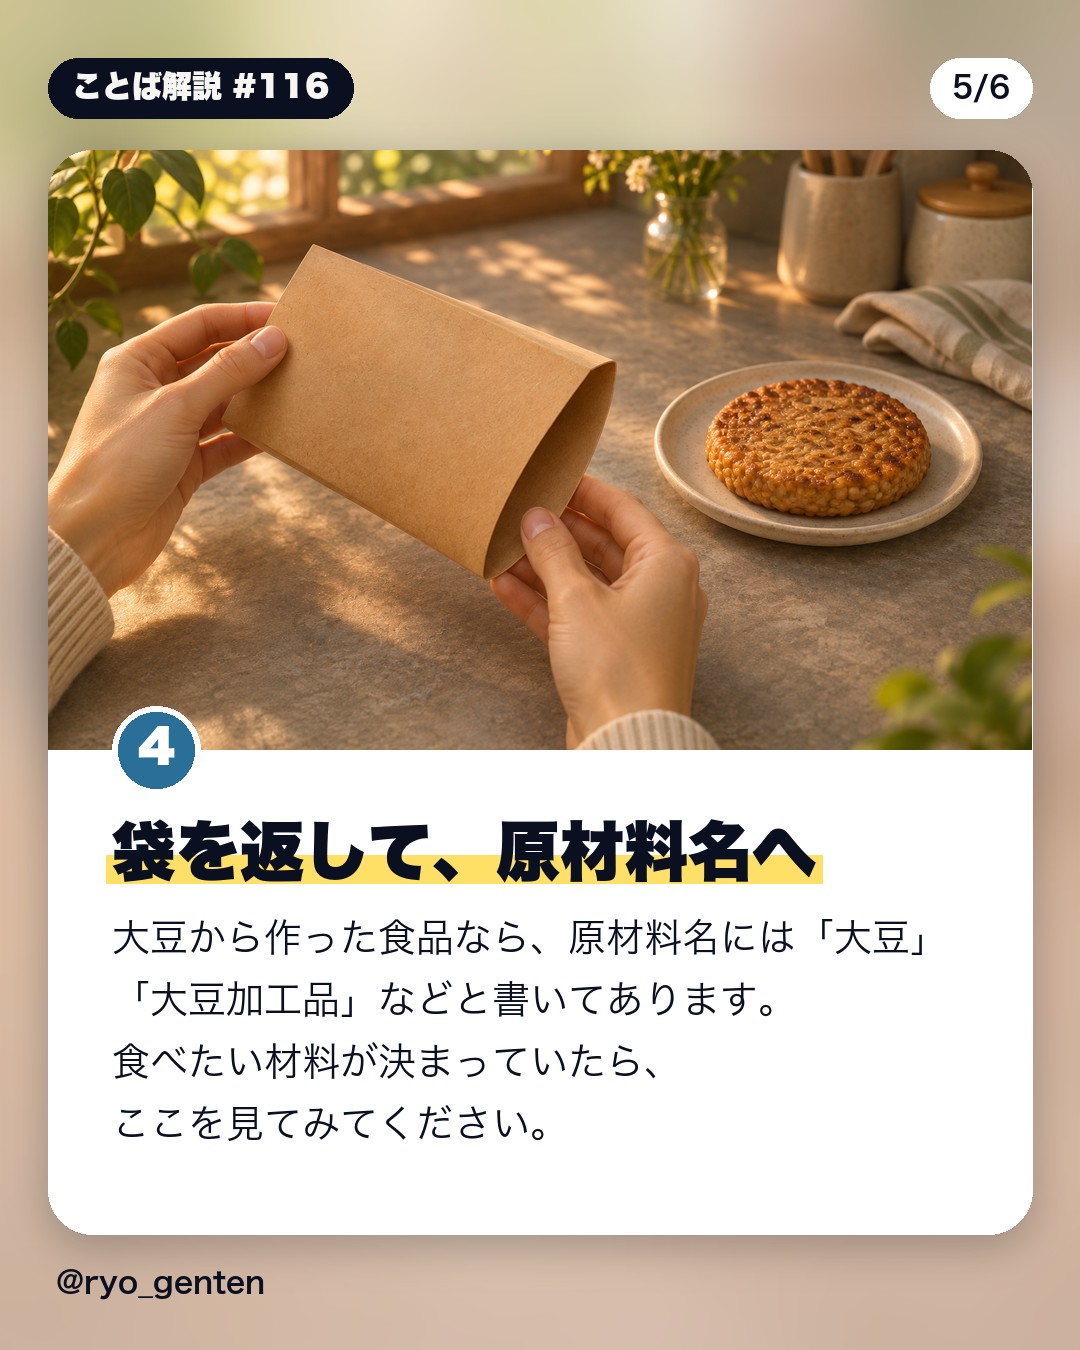 ことば解説 #116
5/6
4
袋を返して、原材料名へ
大豆から作った食品なら、原材料名には「大豆」
「大豆加工品」などと書いてあります。
食べたい材料が決まっていたら、
ここを見てみてください。
@ryo_genten